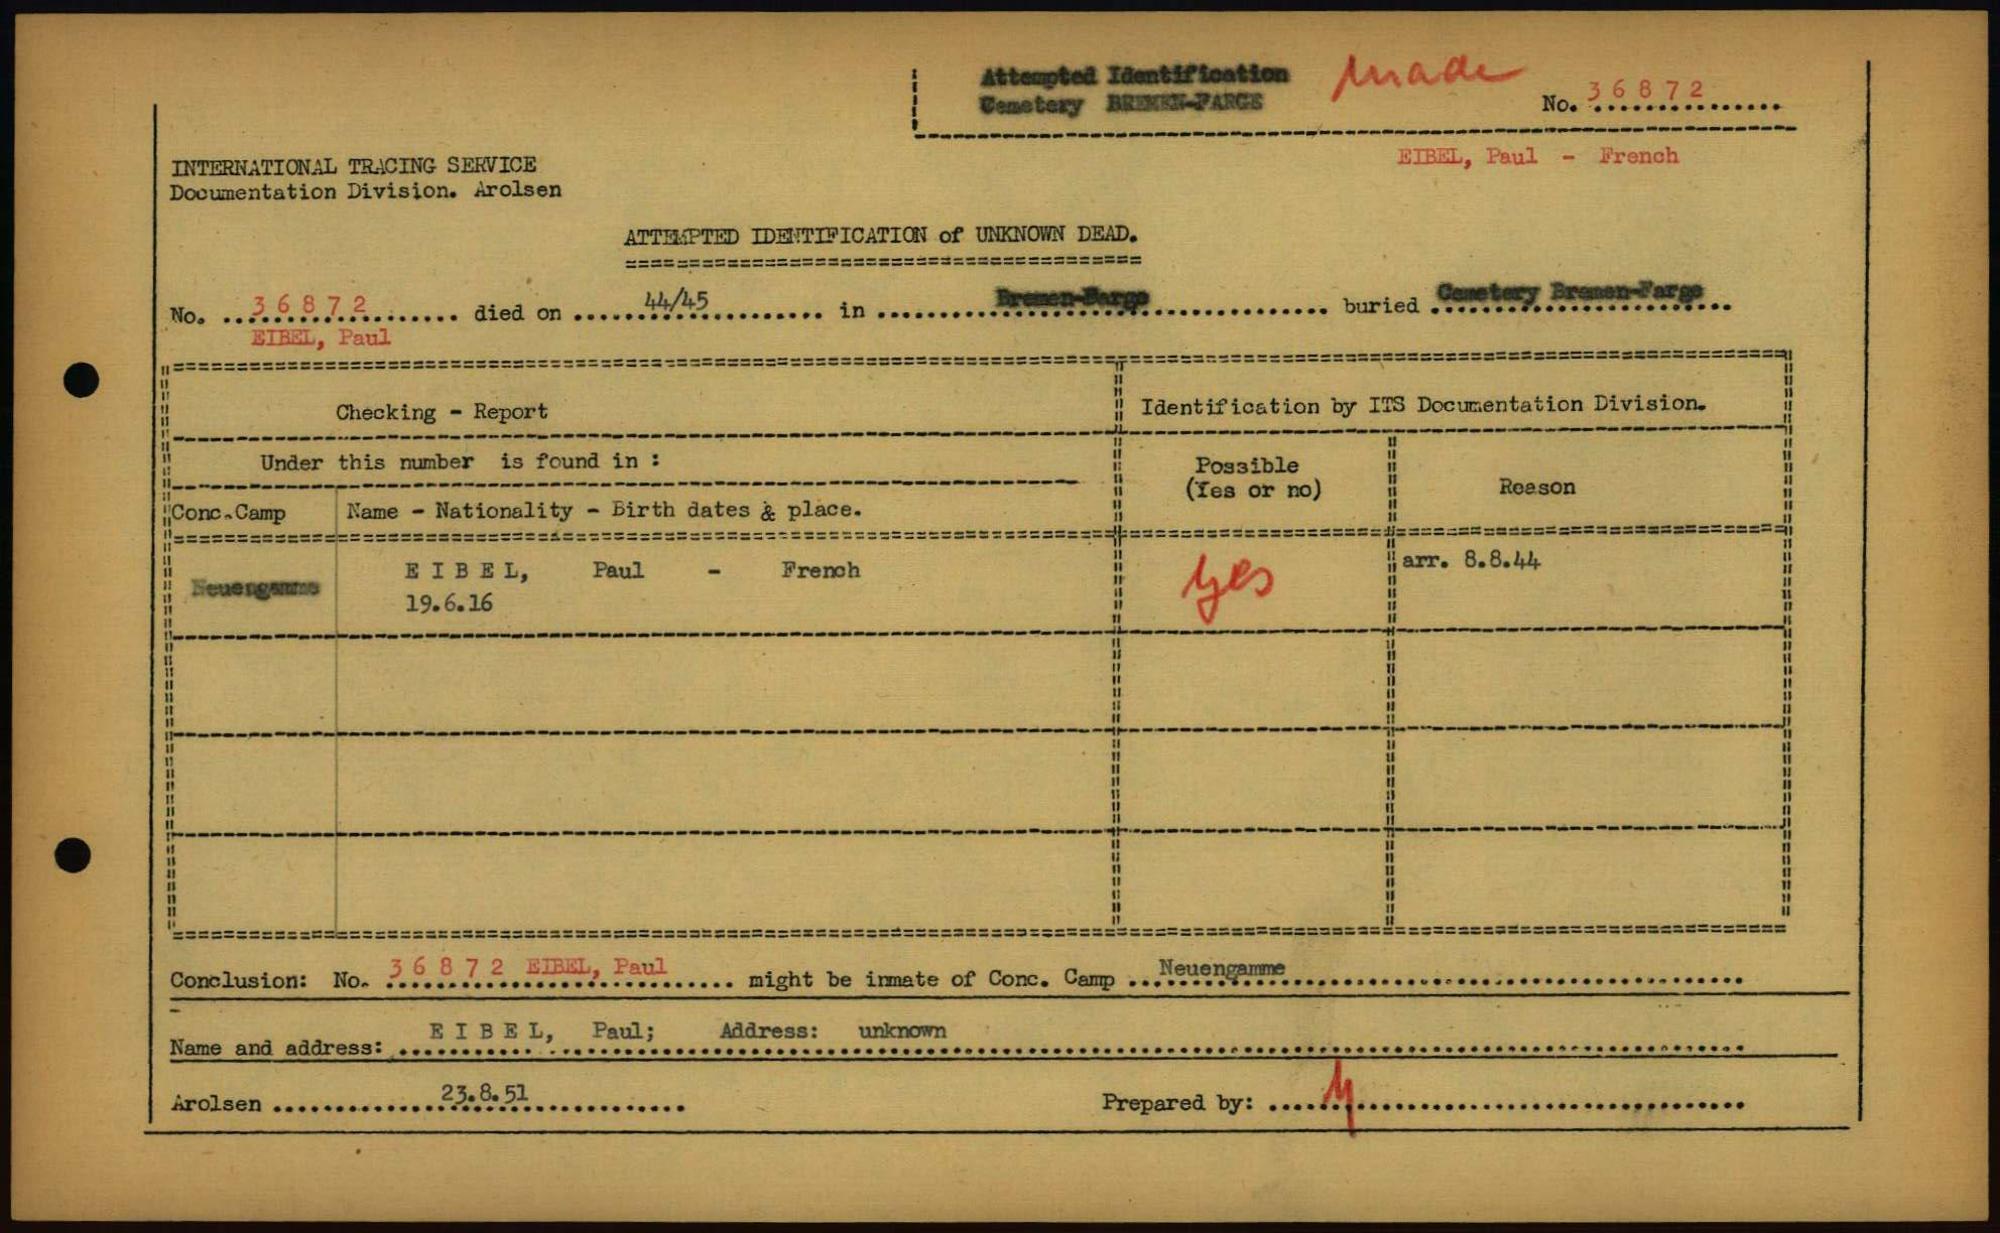 Attempted Identification made
Cemetery BREMEN-FARGE No. 36872
EIBEL, Paul - French
INTERNATIONAL TRACING SERVICE
Documentation Division. Arolsen
ATTEMPTED IDENTIFICATION of UNKNOWN DEAD.
No. 36872 died on 44/45 in Bremen-Farge buried Cemetery Bremen-Farge
EIBEL, Paul
Checking - Report
Identification by ITS Documentation Division.
Under this number is found in :
Possible
(Yes or no)
Reason
Conc.Camp Name - Nationality - Birth dates & place.
Neuengamme E I B E L, Paul - French yes arr. 8.8.44
19.6.16
Conclusion: No. 36872 EIBEL, Paul might be inmate of Conc. Camp Neuengamme
Name and address: E I B E L, Paul; Address: unknown
Arolsen 23.8.51 Prepared by: